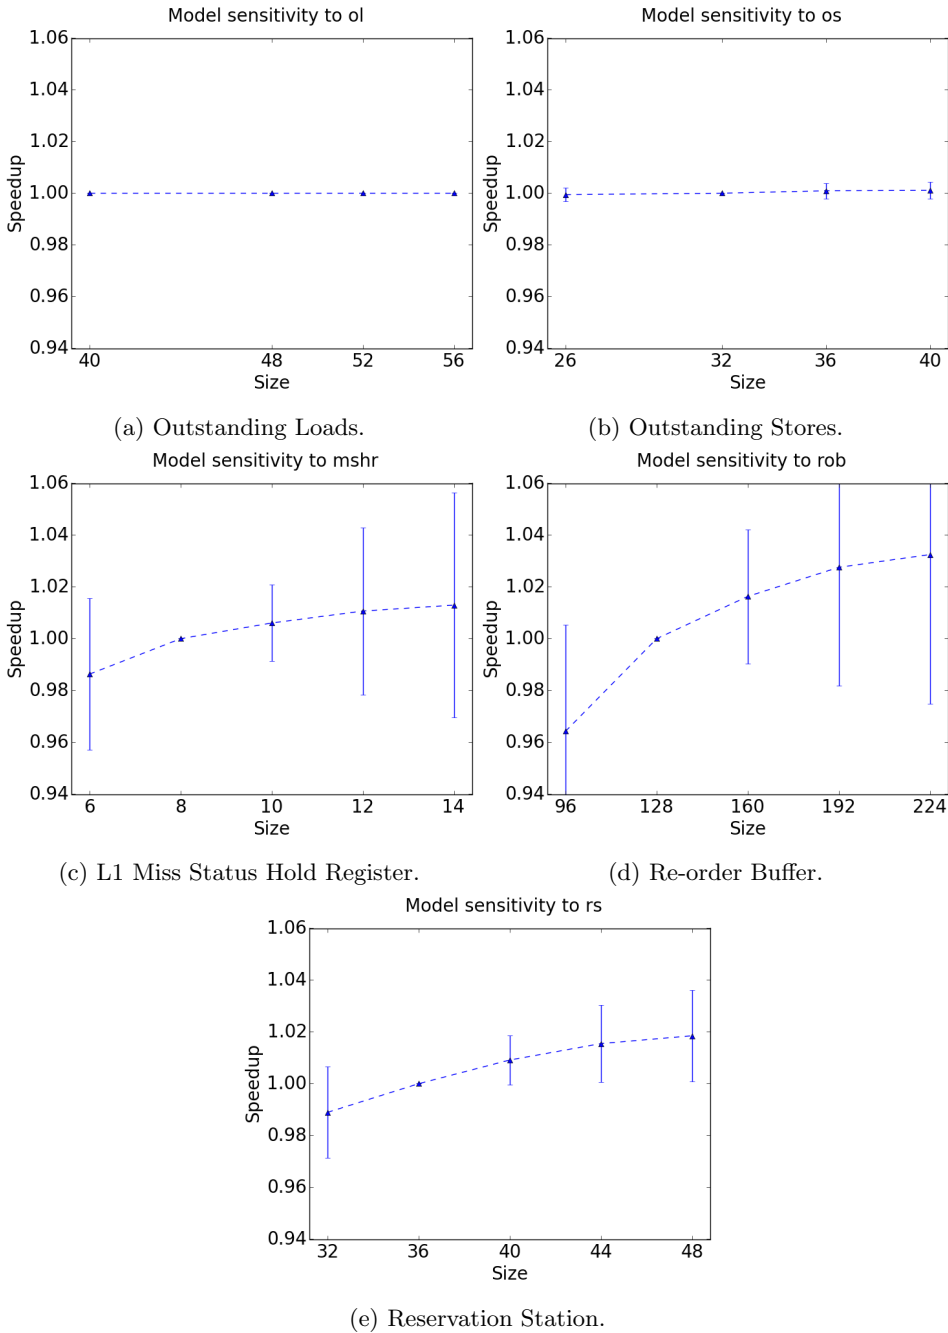 Model sensitivity to ol
1.06
1.04
1.02
1.00
0.98
0.96
0.94
Speedup
40 48 52 56
Size
(a) Outstanding Loads.
Model sensitivity to os
1.06
1.04
1.02
1.00
0.98
0.96
0.94
Speedup
26 32 36 40
Size
(b) Outstanding Stores.
Model sensitivity to mshr
1.06
1.04
1.02
1.00
0.98
0.96
0.94
Speedup
6 8 10 12 14
Size
(c) L1 Miss Status Hold Register.
Model sensitivity to rob
1.06
1.04
1.02
1.00
0.98
0.96
0.94
Speedup
96 128 160 192 224
Size
(d) Re-order Buffer.
Model sensitivity to rs
1.06
1.04
1.02
1.00
0.98
0.96
0.94
Speedup
32 36 40 44 48
Size
(e) Reservation Station.